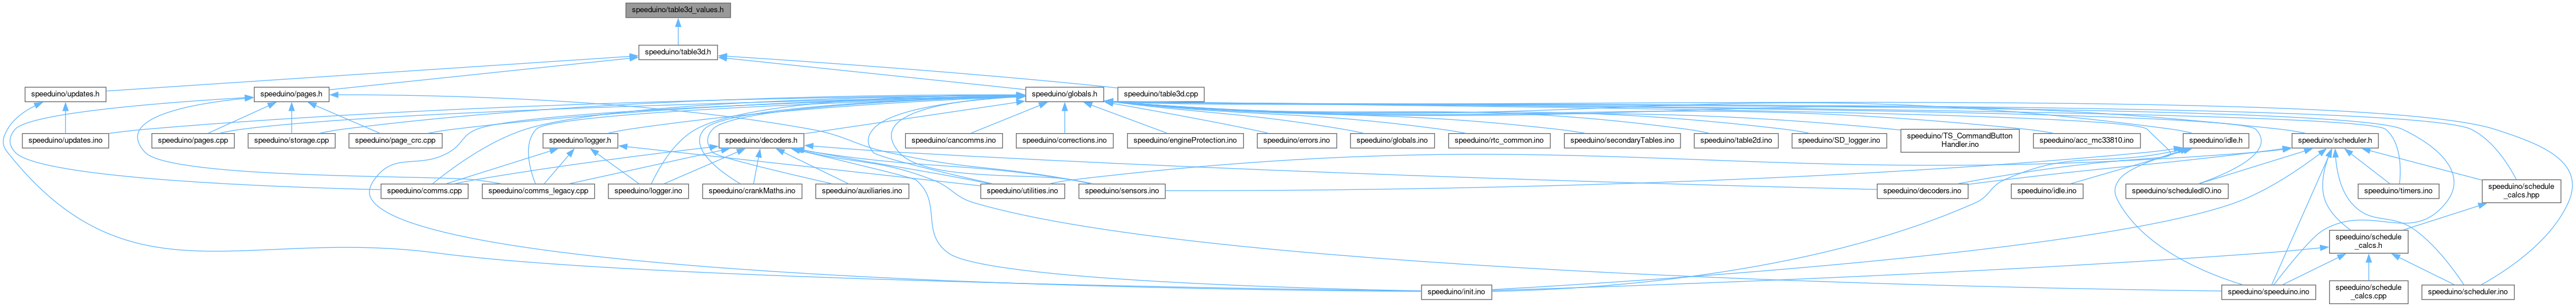 speeduino/table3d_values.h
speeduino/table3d.h
speeduino/updates.h
speeduino/pages.h
speeduino/globals.h
speeduino/table3d.cpp
speeduino/updates.ino
speeduino/pages.cpp
speeduino/storage.cpp
speeduino/page_crc.cpp
speeduino/logger.h
speeduino/decoders.h
speeduino/cancomms.ino
speeduino/corrections.ino
speeduino/engineProtection.ino
speeduino/errors.ino
speeduino/globals.ino
speeduino/rtc_common.ino
speeduino/secondaryTables.ino
speeduino/table2d.ino
speeduino/SD_logger.ino
speeduino/TS_CommandButton
Handler.ino
speeduino/acc_mc33810.ino
speeduino/idle.h
speeduino/scheduler.h
speeduino/comms.cpp
speeduino/comms_legacy.cpp
speeduino/logger.ino
speeduino/crankMaths.ino
speeduino/auxiliaries.ino
speeduino/utilities.ino
speeduino/sensors.ino
speeduino/decoders.ino
speeduino/idle.ino
speeduino/scheduledIO.ino
speeduino/timers.ino
speeduino/schedule
_calcs.hpp
speeduino/schedule
_calcs.h
speeduino/init.ino
speeduino/speeduino.ino
speeduino/schedule
_calcs.cpp
speeduino/scheduler.ino